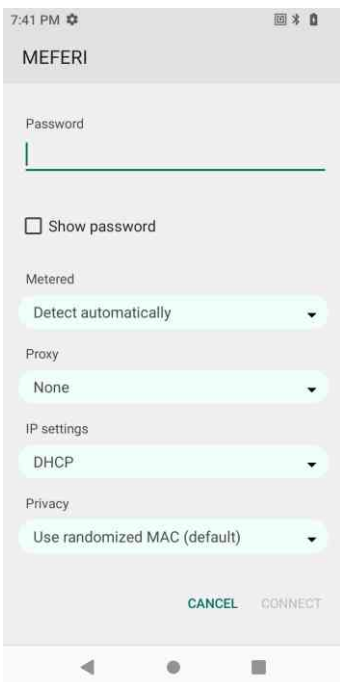 7:41 PM
MEFERI
Password
Show password
Metered
Detect automatically
Proxy
None
IP settings
DHCP
Privacy
Use randomized MAC (default)
CANCEL CONNECT